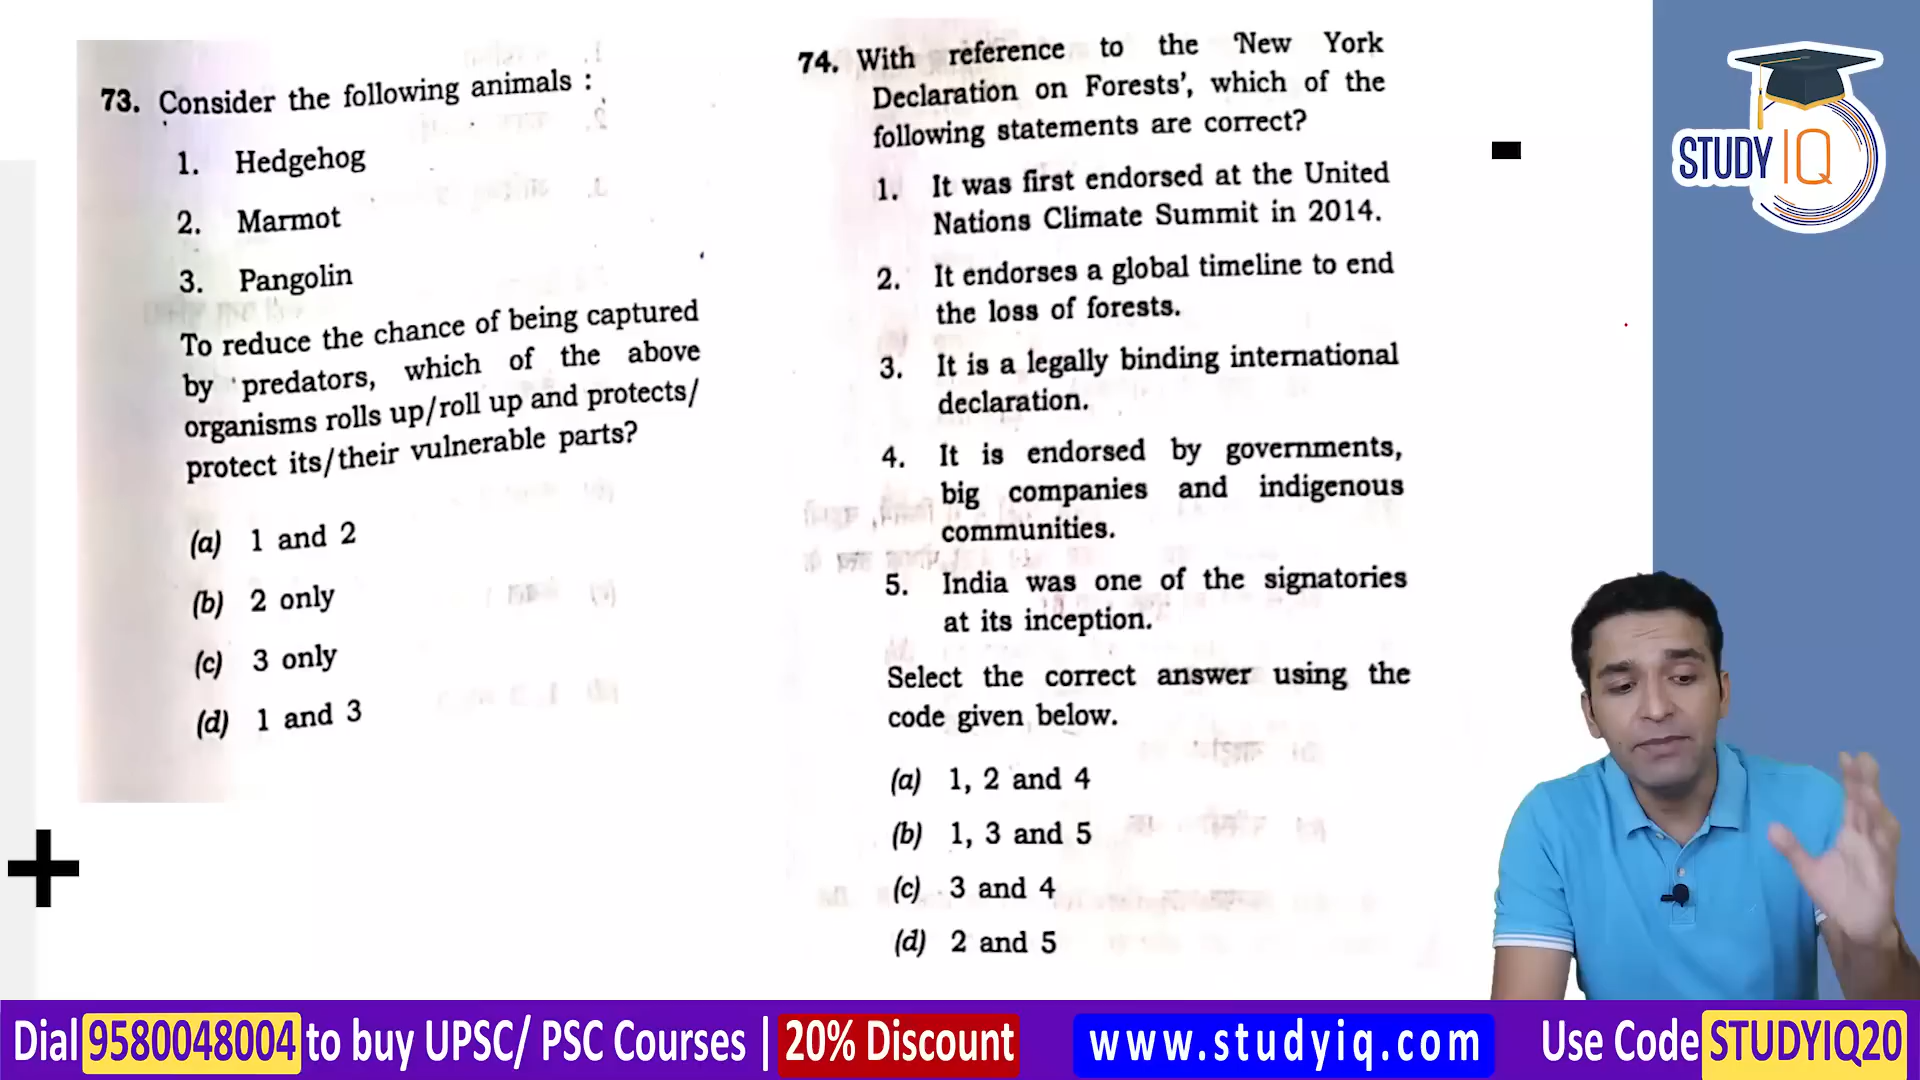 73. Consider the following animals :
1. Hedgehog
2. Marmot
3. Pangolin
To reduce the chance of being captured
by predators, which of the above
organisms rolls up/roll up and protects/
protect its/their vulnerable parts?
(a) 1 and 2
(b) 2 only
(c) 3 only
(d) 1 and 3
74. With reference to the 'New York
Declaration on Forests', which of the
following statements are correct?
1. It was first endorsed at the United
Nations Climate Summit in 2014.
2. It endorses a global timeline to end
the loss of forests.
3. It is a legally binding international
declaration.
4. It is endorsed by governments,
big companies and indigenous
communities.
5. India was one of the signatories
at its inception.
Select the correct answer using the
code given below.
(a) 1, 2 and 4
(b) 1, 3 and 5
(c) 3 and 4
(d) 2 and 5
STUDY IQ
Dial 9580048004 to buy UPSC/ PSC Courses | 20% Discount www.studyiq.com Use Code STUDYIQ20